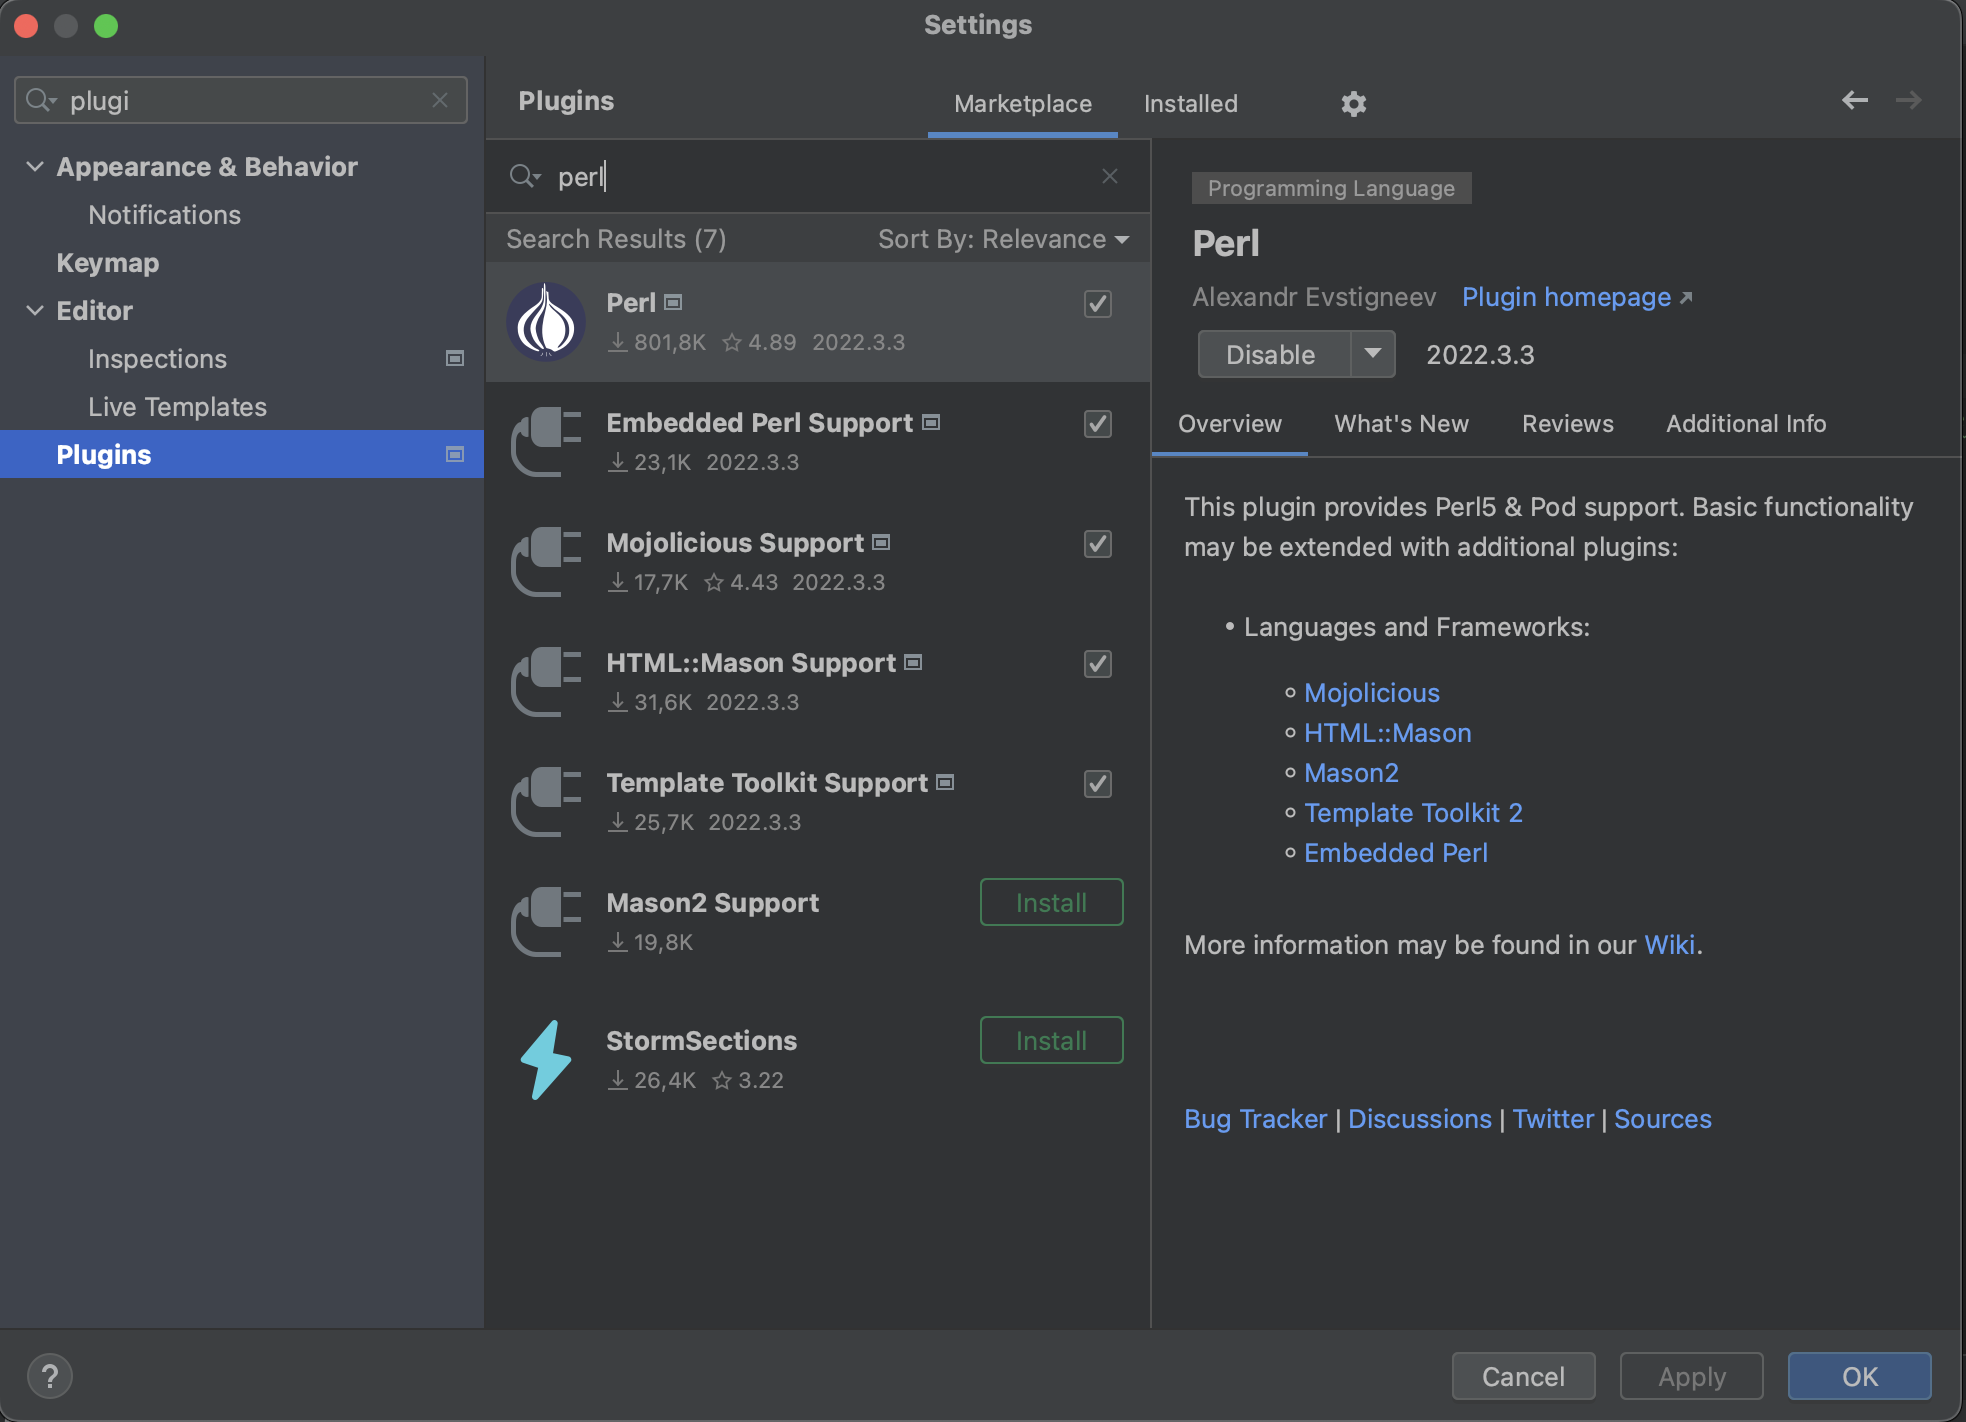 Settings
plugi
Appearance & Behavior
Notifications
Keymap
Editor
Inspections
Live Templates
Plugins
Plugins
Marketplace
Installed
perl
Search Results (7)
Sort By: Relevance
Perl
801,8K 4.89 2022.3.3
Embedded Perl Support
23,1K 2022.3.3
Mojolicious Support
17,7K 4.43 2022.3.3
HTML::Mason Support
31,6K 2022.3.3
Template Toolkit Support
25,7K 2022.3.3
Mason2 Support
Install
19,8K
StormSections
Install
26,4K 3.22
Programming Language
Perl
Alexandr Evstigneev Plugin homepage ↗
Disable 2022.3.3
Overview What's New Reviews Additional Info
This plugin provides Perl5 & Pod support. Basic functionality
may be extended with additional plugins:
• Languages and Frameworks:
Mojolicious
HTML::Mason
Mason2
Template Toolkit 2
Embedded Perl
More information may be found in our Wiki.
Bug Tracker | Discussions | Twitter | Sources
?
Cancel
Apply
OK